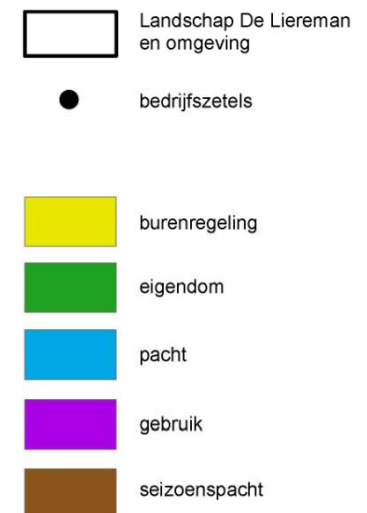 Landschap De Liereman
en omgeving
bedrijfszetels
burenregeling
eigendom
pacht
gebruik
seizoenspacht